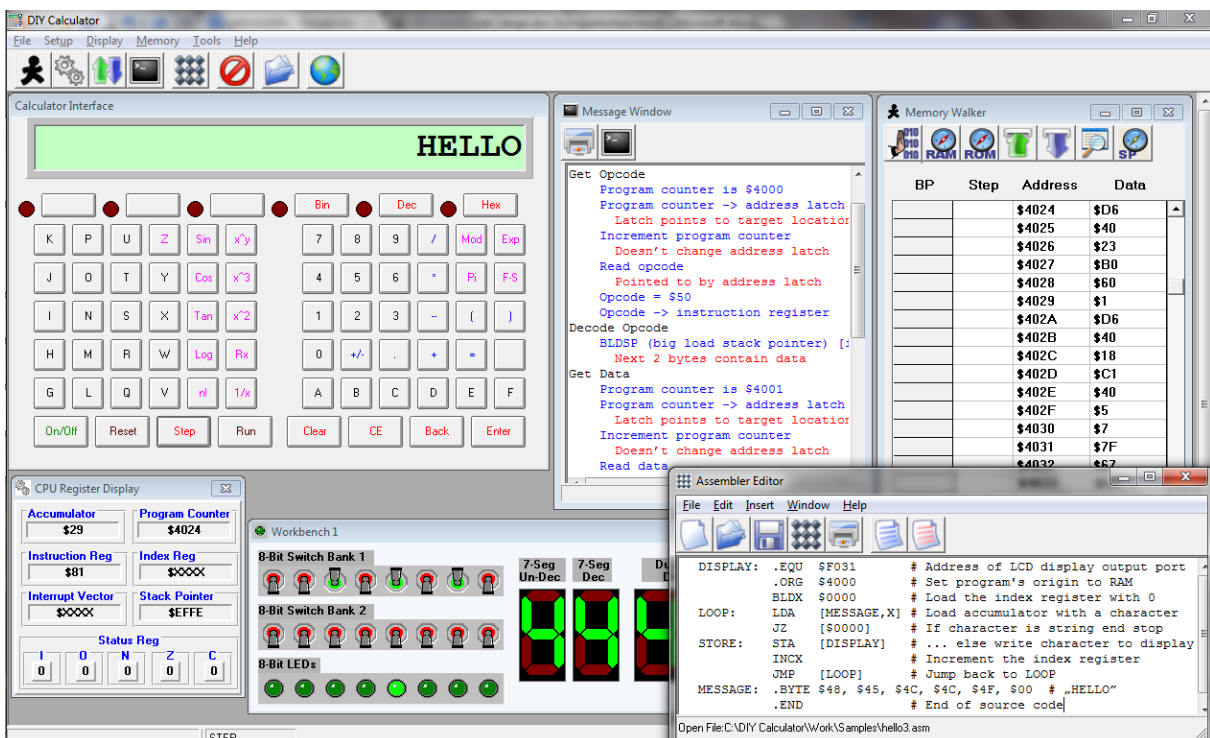 DIY Calculator
File Setup Display Memory Tools Help
Calculator Interface
HELLO
Bin Dec Hex
K P U Z Sin x^y 7 8 9 / Mod Exp
J O T Y Cos x^3 4 5 6 * Pi F-S
I N S X Tan x^2 1 2 3 - ( )
H M R W Log Rx 0 +/- . + =
G L Q V n! 1/x A B C D E F
On/Off Reset Step Run Clear CE Back Enter
Message Window
Get Opcode
Program counter is $4000
Program counter -> address latch
Latch points to target location
Increment program counter
Doesn't change address latch
Read opcode
Pointed to by address latch
Opcode = $50
Opcode -> instruction register
Decode Opcode
BLDSP (big load stack pointer)
Next 2 bytes contain data
Get Data
Program counter is $4001
Program counter -> address latch
Latch points to target location
Increment program counter
Doesn't change address latch
Read data
Memory Walker
010 010 010 RAM ROM SP
BP Step Address Data
$4024 $D6
$4025 $40
$4026 $23
$4027 $B0
$4028 $60
$4029 $1
$402A $D6
$402B $40
$402C $18
$402D $C1
$402E $40
$402F $5
$4030 $7
$4031 $7F
$4032 $67
CPU Register Display
Accumulator Program Counter
$29 $4024
Instruction Reg Index Reg
$81 $XXXX
Interrupt Vector Stack Pointer
$XXXX $EFFE
Status Reg
I O N Z C
0 0 0 0 0
Workbench 1
8-Bit Switch Bank 1
8-Bit Switch Bank 2
8-Bit LEDs
7-Seg Un-Dec
7-Seg Dec
Assembler Editor
File Edit Insert Window Help
DISPLAY: .EQU $F031 # Address of LCD display output port
.ORG $4000 # Set program's origin to RAM
BLDX $0000 # Load the index register with 0
LOOP: LDA [MESSAGE,X] # Load accumulator with a character
JZ [$0000] # If character is string end stop
STORE: STA [DISPLAY] # ... else write character to display
INCX # Increment the index register
JMP [LOOP] # Jump back to LOOP
MESSAGE: .BYTE $48, $45, $4C, $4C, $4F, $00 # „HELLO”
.END # End of source code
Open File:C:\DIY Calculator\Work\Samples\hello3.asm
STEP